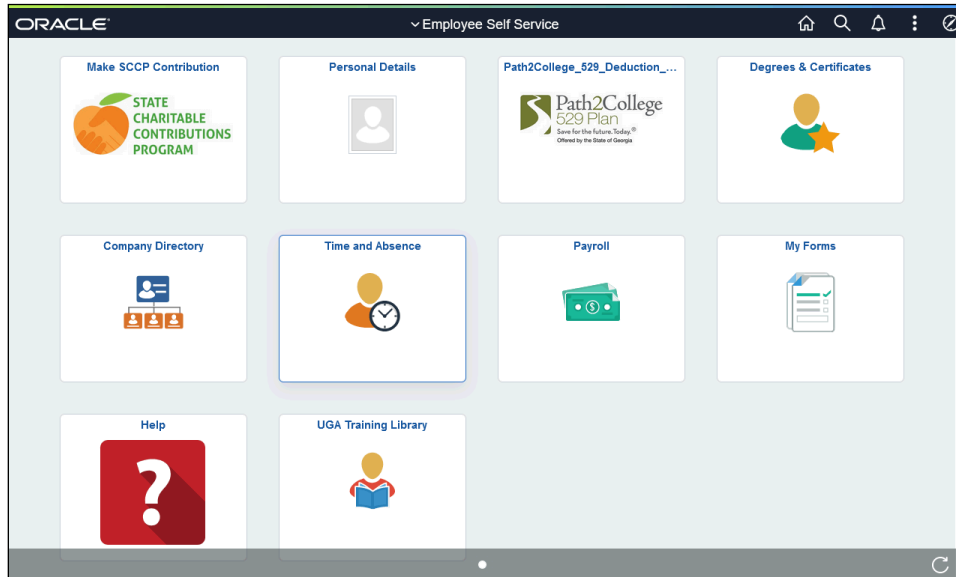 ORACLE
Employee Self Service
Make SCCP Contribution
STATE
CHARITABLE
CONTRIBUTIONS
PROGRAM
Personal Details
Path2College_529_Deduction_...
Path2College
529 Plan
Save for the future. Today.®
Offered by the State of Georgia
Degrees & Certificates
Company Directory
Time and Absence
Payroll
$
My Forms
Help
?
UGA Training Library